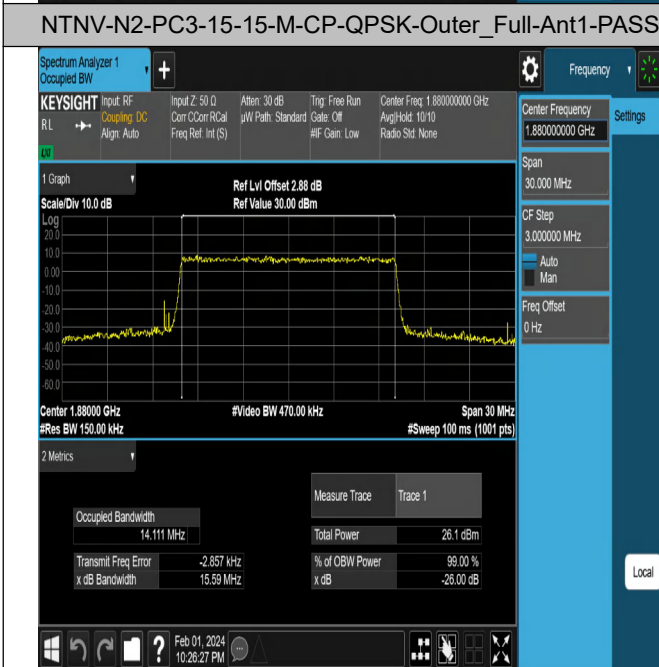 NTNV-N2-PC3-15-15-M-CP-QPSK-Outer_Full-Ant1-PASS
Spectrum Analyzer 1
Occupied BW
Frequency
KEYSIGHT
RL
LXI
Input: RF
Coupling: DC
Align: Auto
Input Z: 50 Ω
Corr CCorr RCal
Freq Ref: Int (S)
Atten: 30 dB
µW Path: Standard
Trig: Free Run
Gate: Off
#IF Gain: Low
Center Freq: 1.880000000 GHz
Avg|Hold: 10/10
Radio Std: None
Center Frequency
1.880000000 GHz
Settings
Span
30.000 MHz
CF Step
3.000000 MHz
Auto
Man
Freq Offset
0 Hz
Local
1 Graph
Scale/Div 10.0 dB
Ref Lvl Offset 2.88 dB
Ref Value 30.00 dBm
Log
20.0
10.0
0.00
-10.0
-20.0
-30.0
-40.0
-50.0
-60.0
Center 1.88000 GHz
#Res BW 150.00 kHz
#Video BW 470.00 kHz
Span 30 MHz
#Sweep 100 ms (1001 pts)
2 Metrics
Measure Trace Trace 1
Occupied Bandwidth
14.111 MHz
Total Power 26.1 dBm
Transmit Freq Error -2.857 kHz
% of OBW Power 99.00 %
x dB Bandwidth 15.59 MHz
x dB -26.00 dB
Feb 01, 2024
10:26:27 PM